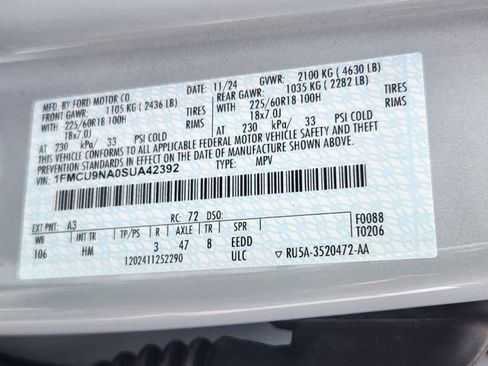 MFD. BY FORD MOTOR CO. DATE: 11/24 GVWR: 2100 KG ( 4630 LB)
FRONT GAWR: 1105 KG ( 2436 LB) REAR GAWR: 1035 KG ( 2282 LB)
WITH 225/60R18 100H TIRES WITH 225/60R18 100H TIRES
18x7.0J RIMS 18x7.0J RIMS
AT 230 kPa/ 33 PSI COLD AT 230 kPa/ 33 PSI COLD
THIS VEHICLE CONFORMS TO ALL APPLICABLE FEDERAL MOTOR VEHICLE SAFETY AND BUMPER STANDARDS, AND THEFT
PREVENTION STANDARDS IN EFFECT ON THE DATE OF MANUFACTURE SHOWN ABOVE.
VIN: 1FMCU9NA0SUA42392 TYPE: MPV
EXT PNT: A3 RC: 72 DSO: F0088
WB INT TR TP/PS R AXLE TR SPR T0206
106 HM 3 47 8 EEDD
1202411252290 ULC ▽ RU5A-3520472-AA